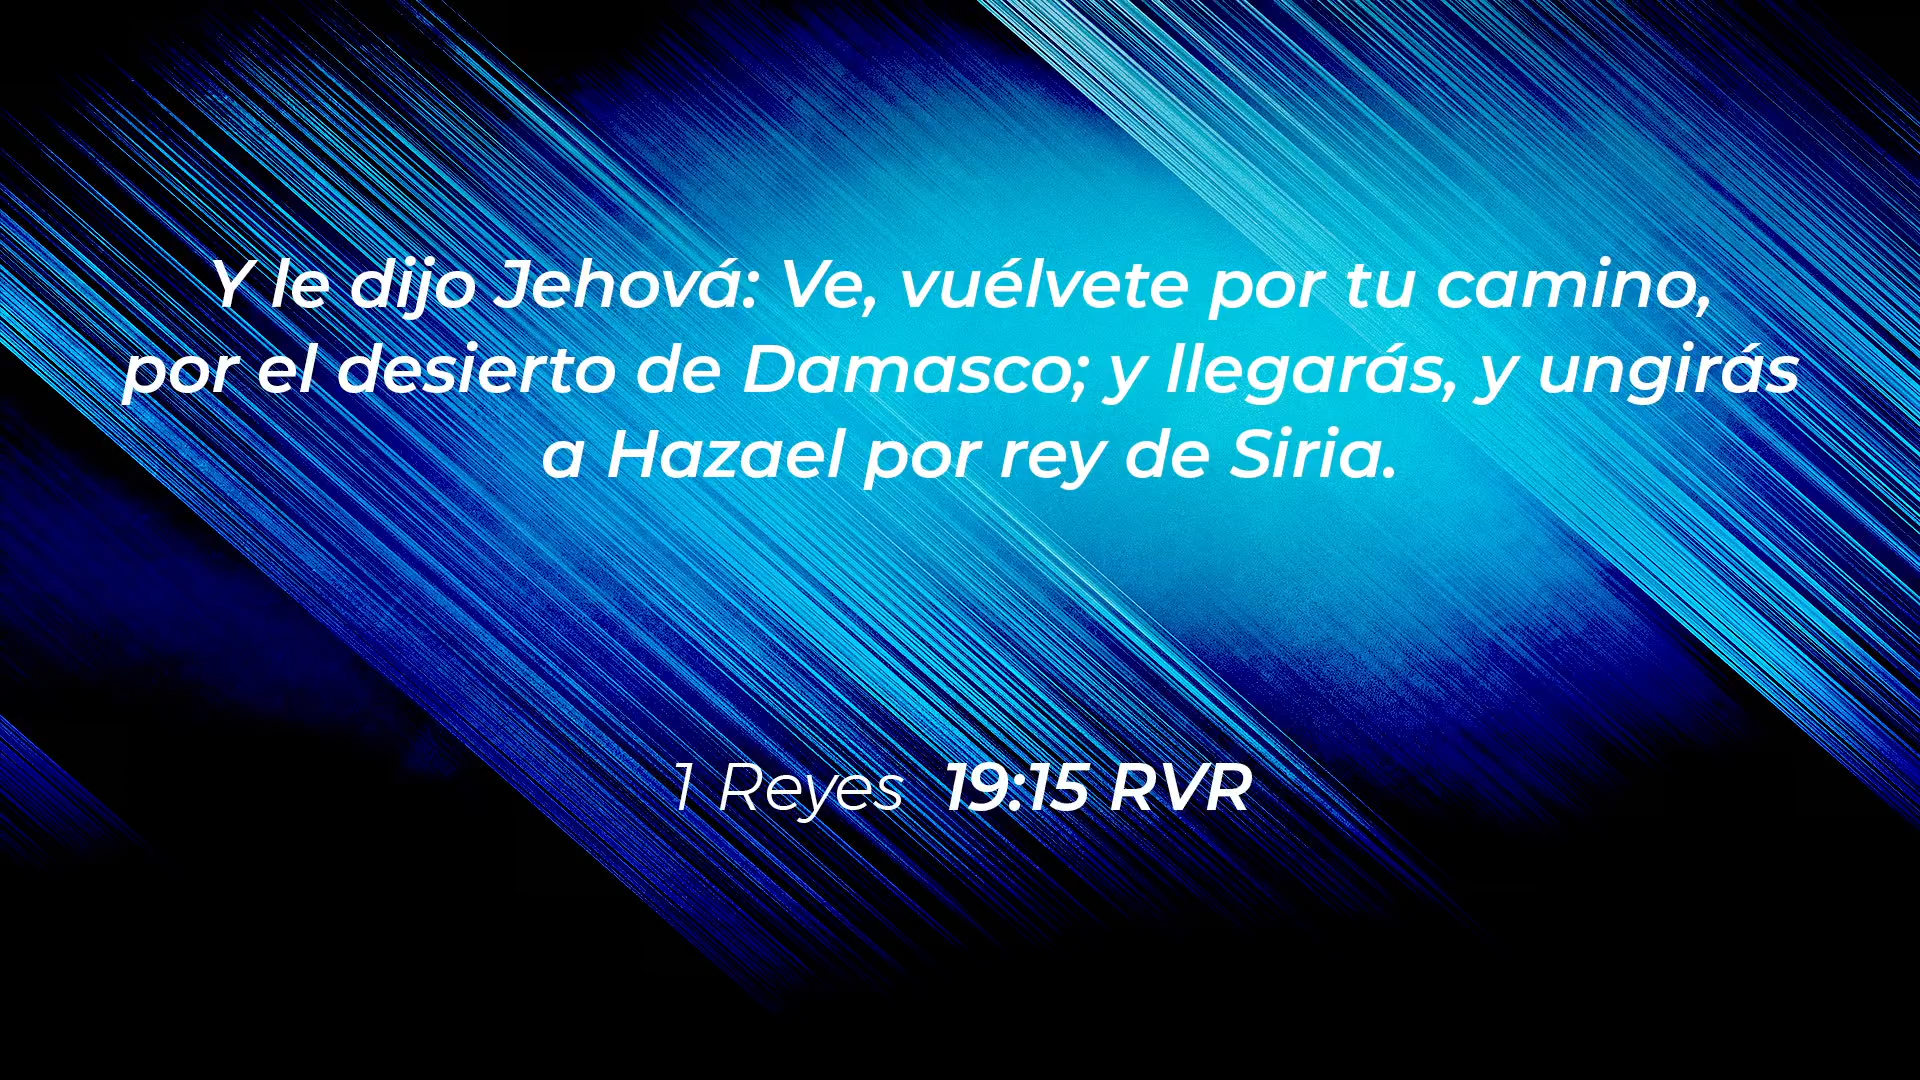 Y le dijo Jehová: Ve, vuélvete por tu camino,
por el desierto de Damasco; y llegarás, y ungirás
a Hazael por rey de Siria.
1 Reyes 19:15 RVR